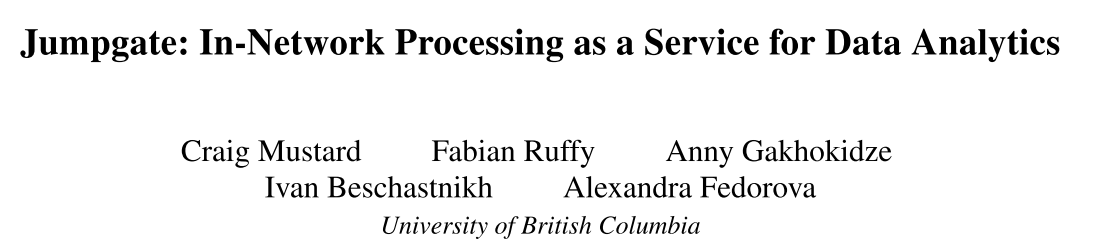 Jumpgate: In-Network Processing as a Service for Data Analytics
Craig Mustard Fabian Ruffy Anny Gakhokidze
Ivan Beschastnikh Alexandra Fedorova
University of British Columbia